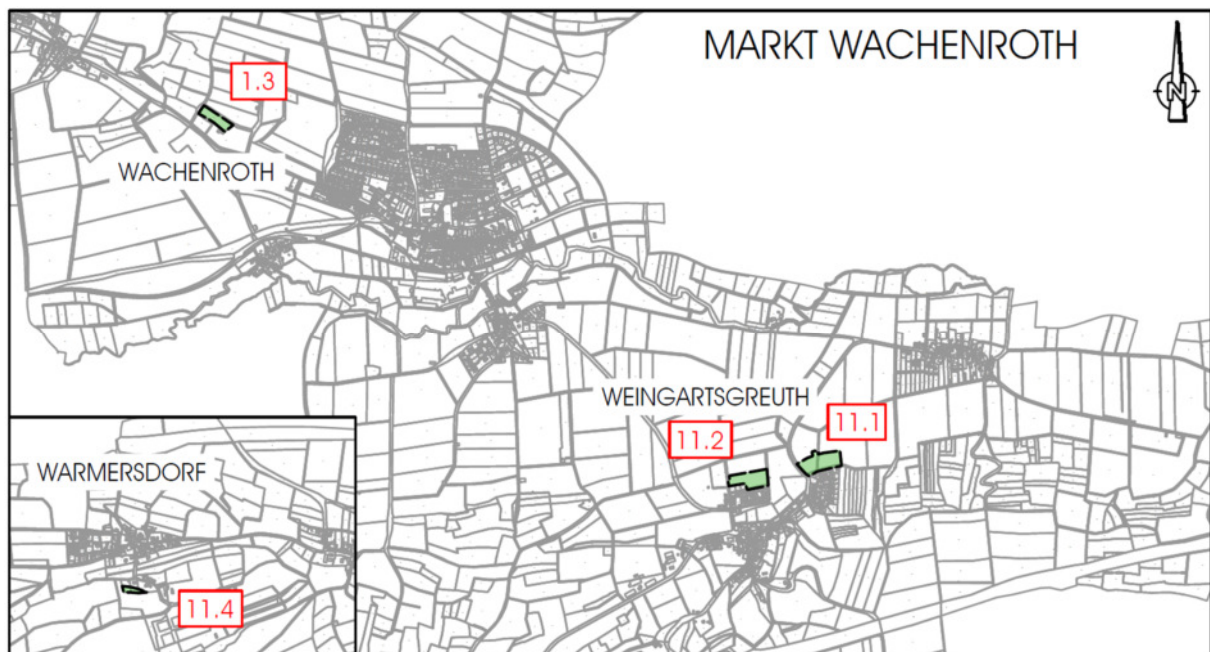 MARKT WACHENROTH
N
1.3
WACHENROTH
WEINGARTSGREUTH
11.1
11.2
WARMERSDORF
11.4